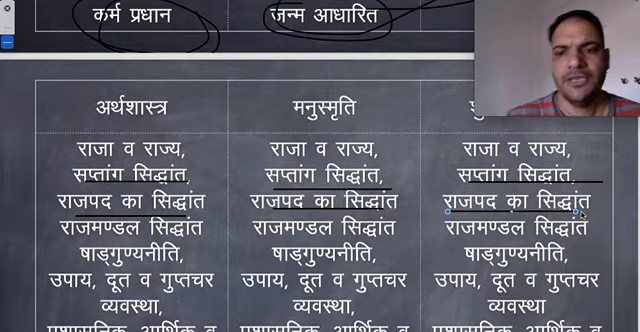 कर्म प्रधान
जन्म आधारित
अर्थशास्त्र
राजा व राज्य,
सप्तांग सिद्धांत,
राजपद का सिद्धांत
राजमण्डल सिद्धांत
षाड्गुण्यनीति,
उपाय, दूत व गुप्तचर
व्यवस्था,
मनुस्मृति
राजा व राज्य,
सप्तांग सिद्धांत,
राजपद का सिद्धांत
राजमण्डल सिद्धांत
षाड्गुण्यनीति,
उपाय, दूत व गुप्तचर
व्यवस्था,
राजा व राज्य,
सप्तांग सिद्धांत,
राजपद का सिद्धांत
राजमण्डल सिद्धांत
षाड्गुण्यनीति,
उपाय, दूत व गुप्तचर
व्यवस्था